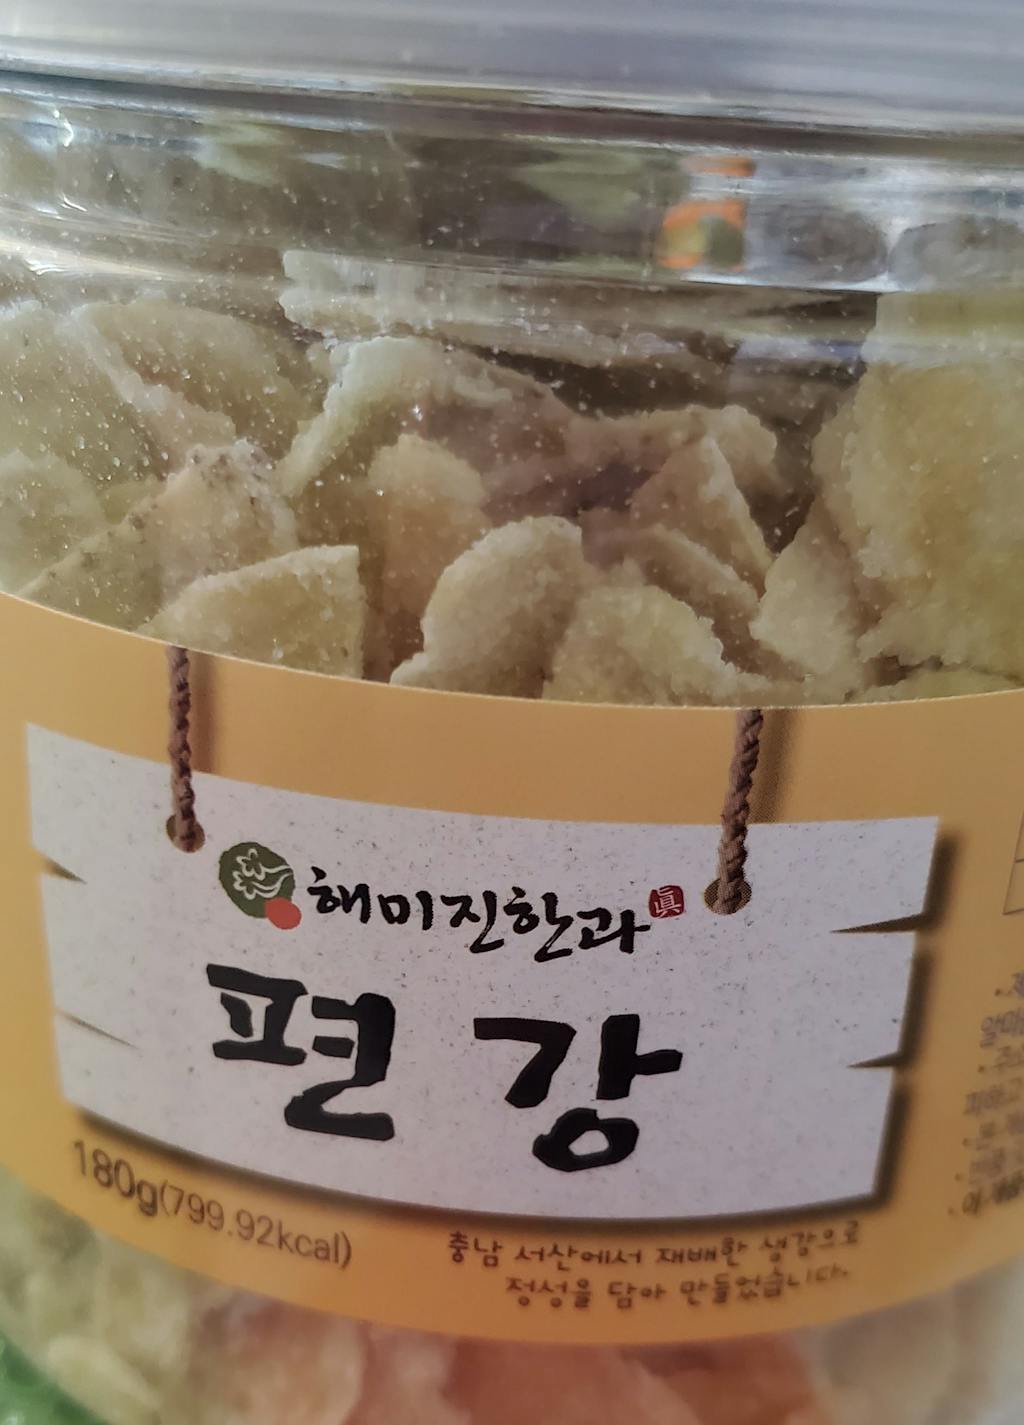 해미진한과 眞
편강
180g(799.92kcal)
충남 서산에서 재배한 생강으로
정성을 담아 만들었습니다.